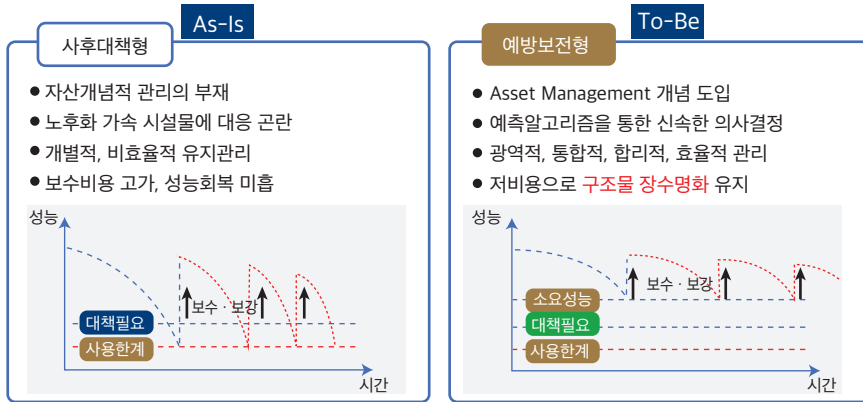 As-Is
사후대책형
● 자산개념적 관리의 부재
● 노후화 가속 시설물에 대응 곤란
● 개별적, 비효율적 유지관리
● 보수비용 고가, 성능회복 미흡
성능
보수 · 보강
대책필요
사용한계
시간
To-Be
예방보전형
● Asset Management 개념 도입
● 예측알고리즘을 통한 신속한 의사결정
● 광역적, 통합적, 합리적, 효율적 관리
● 저비용으로 구조물 장수명화 유지
성능
보수 · 보강
소요성능
대책필요
사용한계
시간